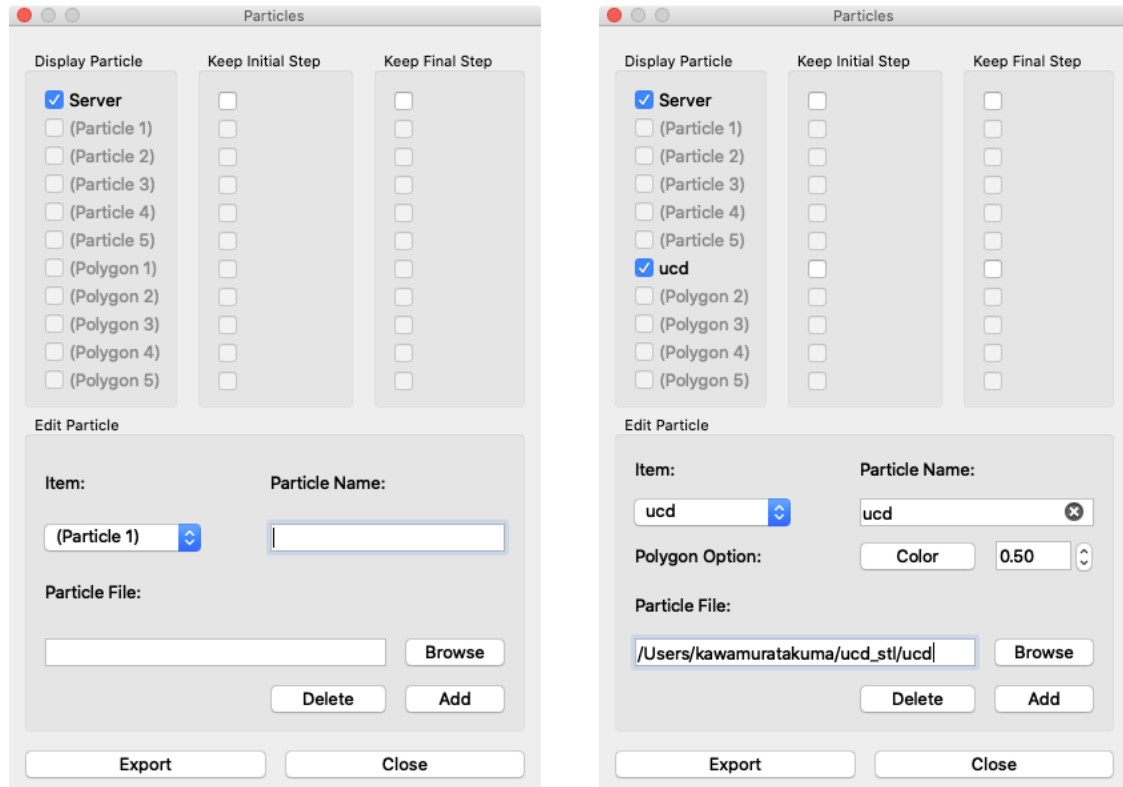 Particles
Display Particle Keep Initial Step Keep Final Step
Server
(Particle 1)
(Particle 2)
(Particle 3)
(Particle 4)
(Particle 5)
(Polygon 1)
(Polygon 2)
(Polygon 3)
(Polygon 4)
(Polygon 5)
Edit Particle
Item: Particle Name:
(Particle 1)
Particle File:
Browse
Delete Add
Export Close
Particles
Display Particle Keep Initial Step Keep Final Step
Server
(Particle 1)
(Particle 2)
(Particle 3)
(Particle 4)
(Particle 5)
ucd
(Polygon 2)
(Polygon 3)
(Polygon 4)
(Polygon 5)
Edit Particle
Item: Particle Name:
ucd ucd
Polygon Option: Color 0.50
Particle File:
/Users/kawamuratakuma/ucd_stl/ucd Browse
Delete Add
Export Close